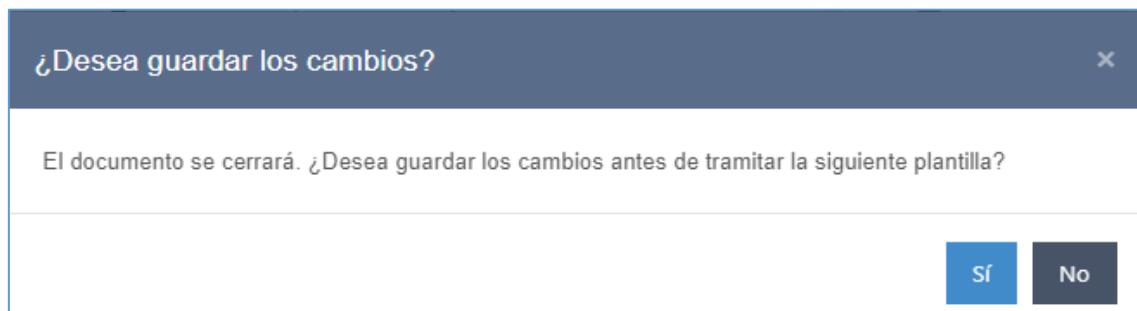 ¿Desea guardar los cambios?
×
El documento se cerrará. ¿Desea guardar los cambios antes de tramitar la siguiente plantilla?
Sí
No